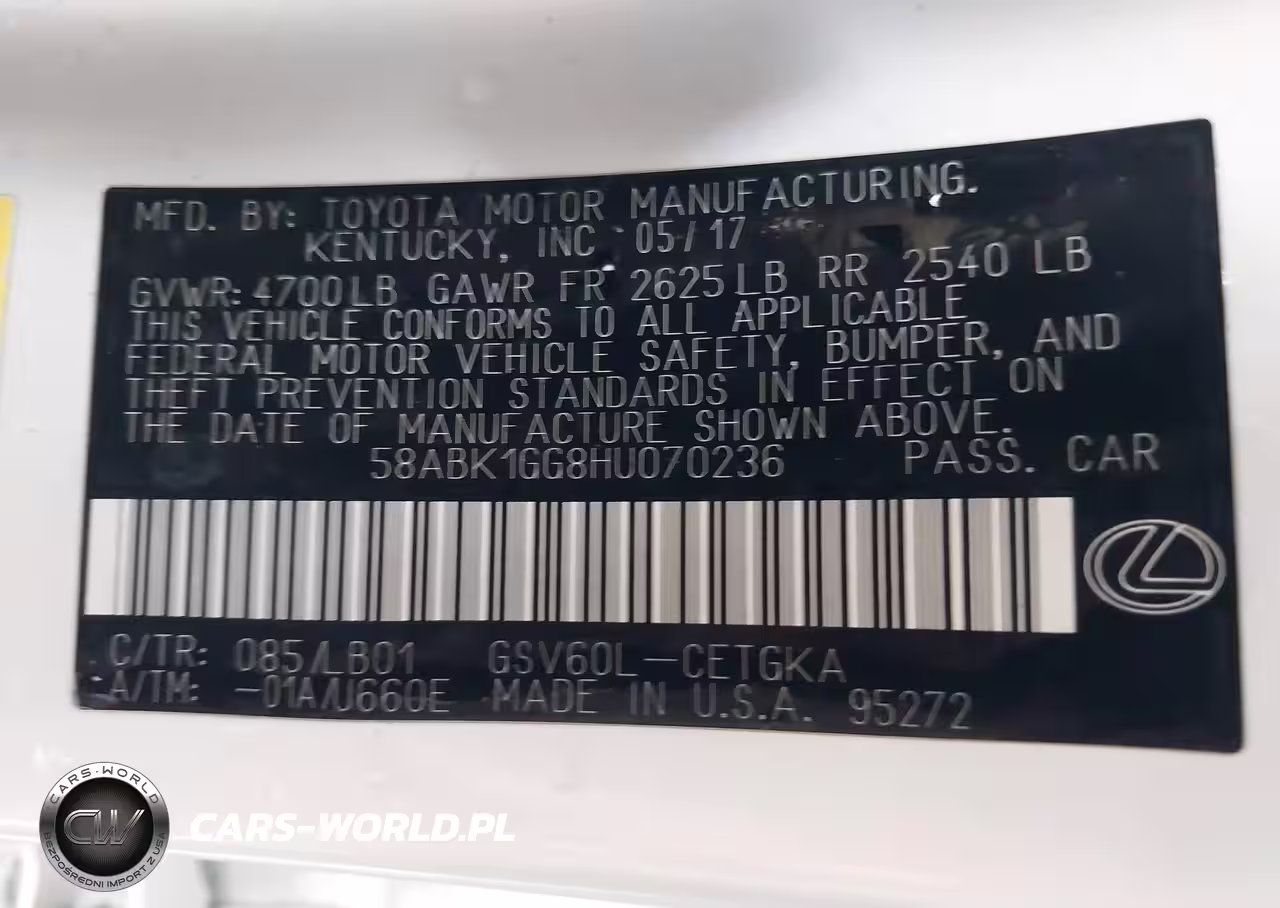 MFD. BY: TOYOTA MOTOR MANUFACTURING.
KENTUCKY, INC 05/17
GVWR: 4700LB GAWR FR 2625LB RR 2540 LB
THIS VEHICLE CONFORMS TO ALL APPLICABLE
FEDERAL MOTOR VEHICLE SAFETY, BUMPER, AND
THEFT PREVENTION STANDARDS IN EFFECT ON
THE DATE OF MANUFACTURE SHOWN ABOVE.
58ABK1GG8HU070236 PASS. CAR
C/TR: 085/LB01 GSV60L-CETGKA
A/TM: -01A/U660E MADE IN U.S.A. 95272
CARS-WORLD
CW
BEZPOŚREDNI IMPORT Z USA
CARS-WORLD.PL